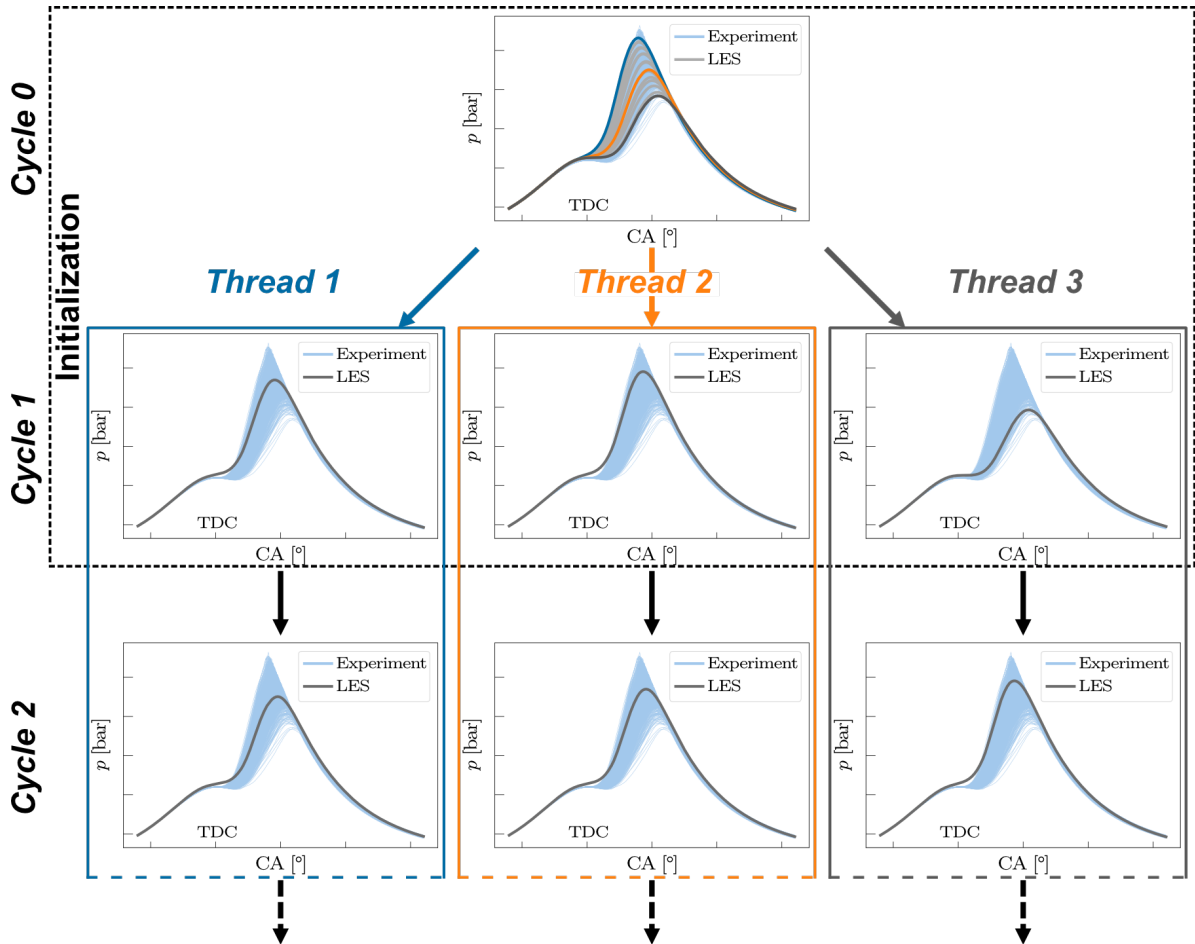 Cycle 0
Initialization
p [bar]
Experiment
LES
TDC
CA [°]
Thread 1
Thread 2
Thread 3
Cycle 1
p [bar]
Experiment
LES
TDC
CA [°]
p [bar]
Experiment
LES
TDC
CA [°]
p [bar]
Experiment
LES
TDC
CA [°]
Cycle 2
p [bar]
Experiment
LES
TDC
CA [°]
p [bar]
Experiment
LES
TDC
CA [°]
p [bar]
Experiment
LES
TDC
CA [°]